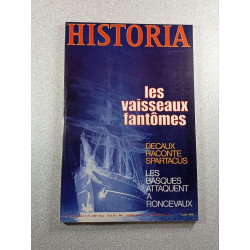 HISTORIA
les
vaisseaux
fantômes
DECAUX
RACONTE
SPARTACUS
LES
BASQUES
ATTAQUENT
A
RONCEVAUX